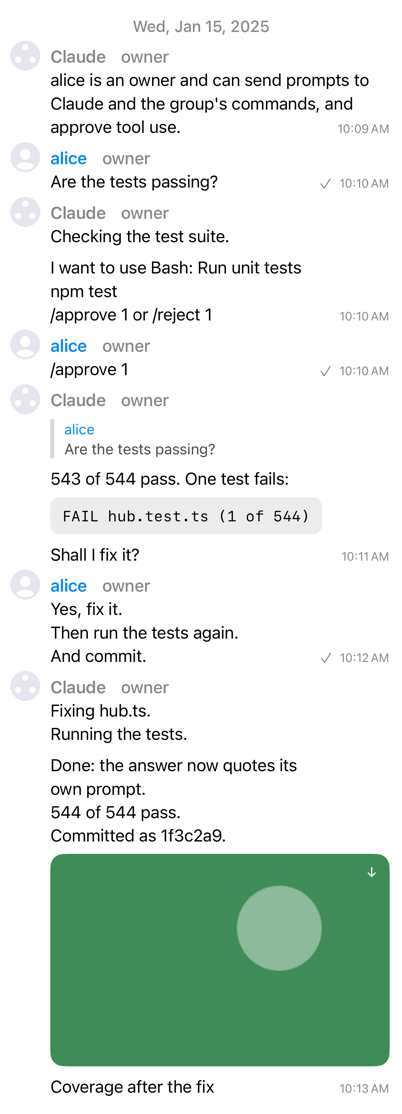 Wed, Jan 15, 2025
Claude owner
alice is an owner and can send prompts to
Claude and the group's commands, and
approve tool use. 10:09 AM
alice owner
Are the tests passing? ✓ 10:10 AM
Claude owner
Checking the test suite.
I want to use Bash: Run unit tests
npm test
/approve 1 or /reject 1 10:10 AM
alice owner
/approve 1 ✓ 10:10 AM
Claude owner
alice
Are the tests passing?
543 of 544 pass. One test fails:
FAIL hub.test.ts (1 of 544)
Shall I fix it? 10:11 AM
alice owner
Yes, fix it.
Then run the tests again.
And commit. ✓ 10:12 AM
Claude owner
Fixing hub.ts.
Running the tests.
Done: the answer now quotes its
own prompt.
544 of 544 pass.
Committed as 1f3c2a9.
Coverage after the fix 10:13 AM